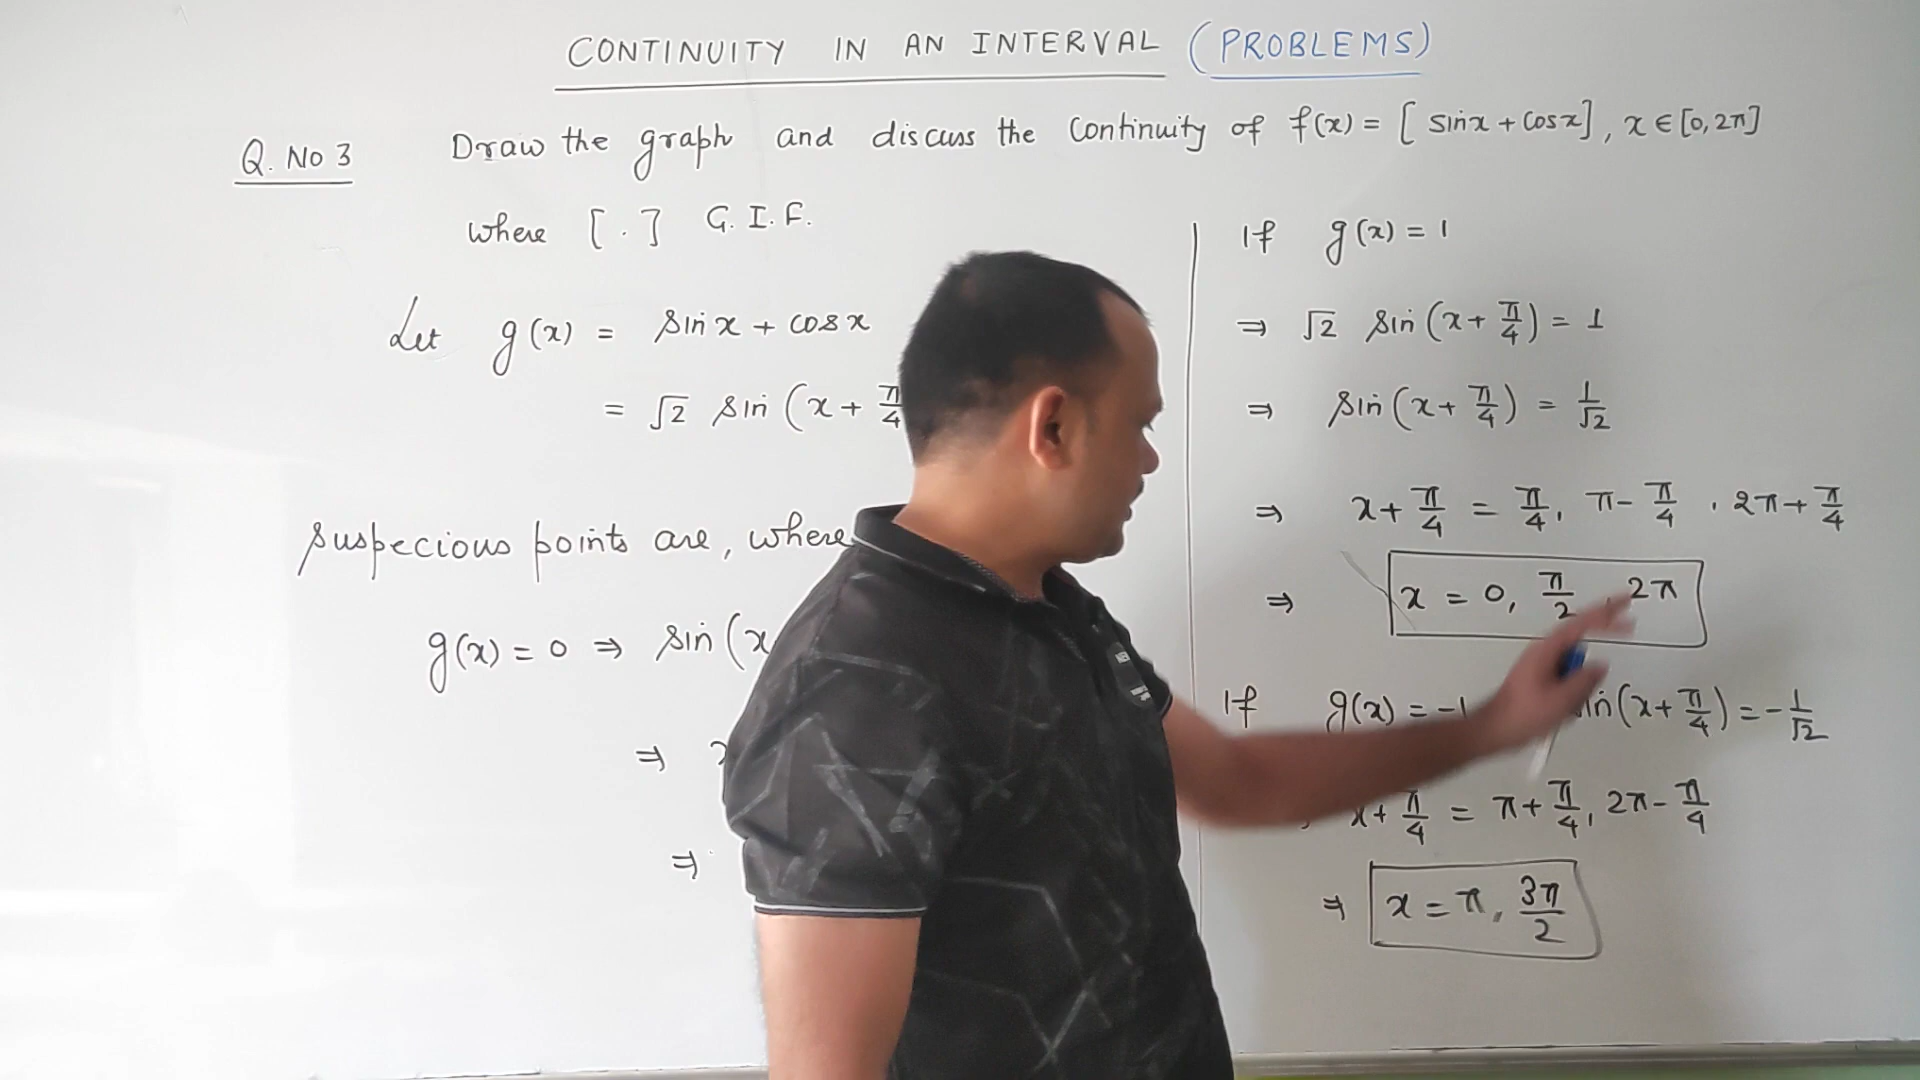 CONTINUITY IN AN INTERVAL (PROBLEMS)
Q. No 3 Draw the graph and discuss the Continuity of f(x) = [sinx + cosx], x ∈ [0, 2π]
where [.] G.I.F.
Let g(x) = sin x + cos x
= √2 sin (x + π/4
Suspecious points are, where
g(x) = 0 ⇒ sin (x
⇒
⇒
If g(x) = 1
⇒ √2 sin (x + π/4) = 1
⇒ sin (x + π/4) = 1/√2
⇒ x + π/4 = π/4, π - π/4, 2π + π/4
⇒ x = 0, π/2, 2π
If g(x) = -1 in(x + π/4) = -1/√2
x + π/4 = π + π/4, 2π - π/4
⇒ x = π, 3π/2